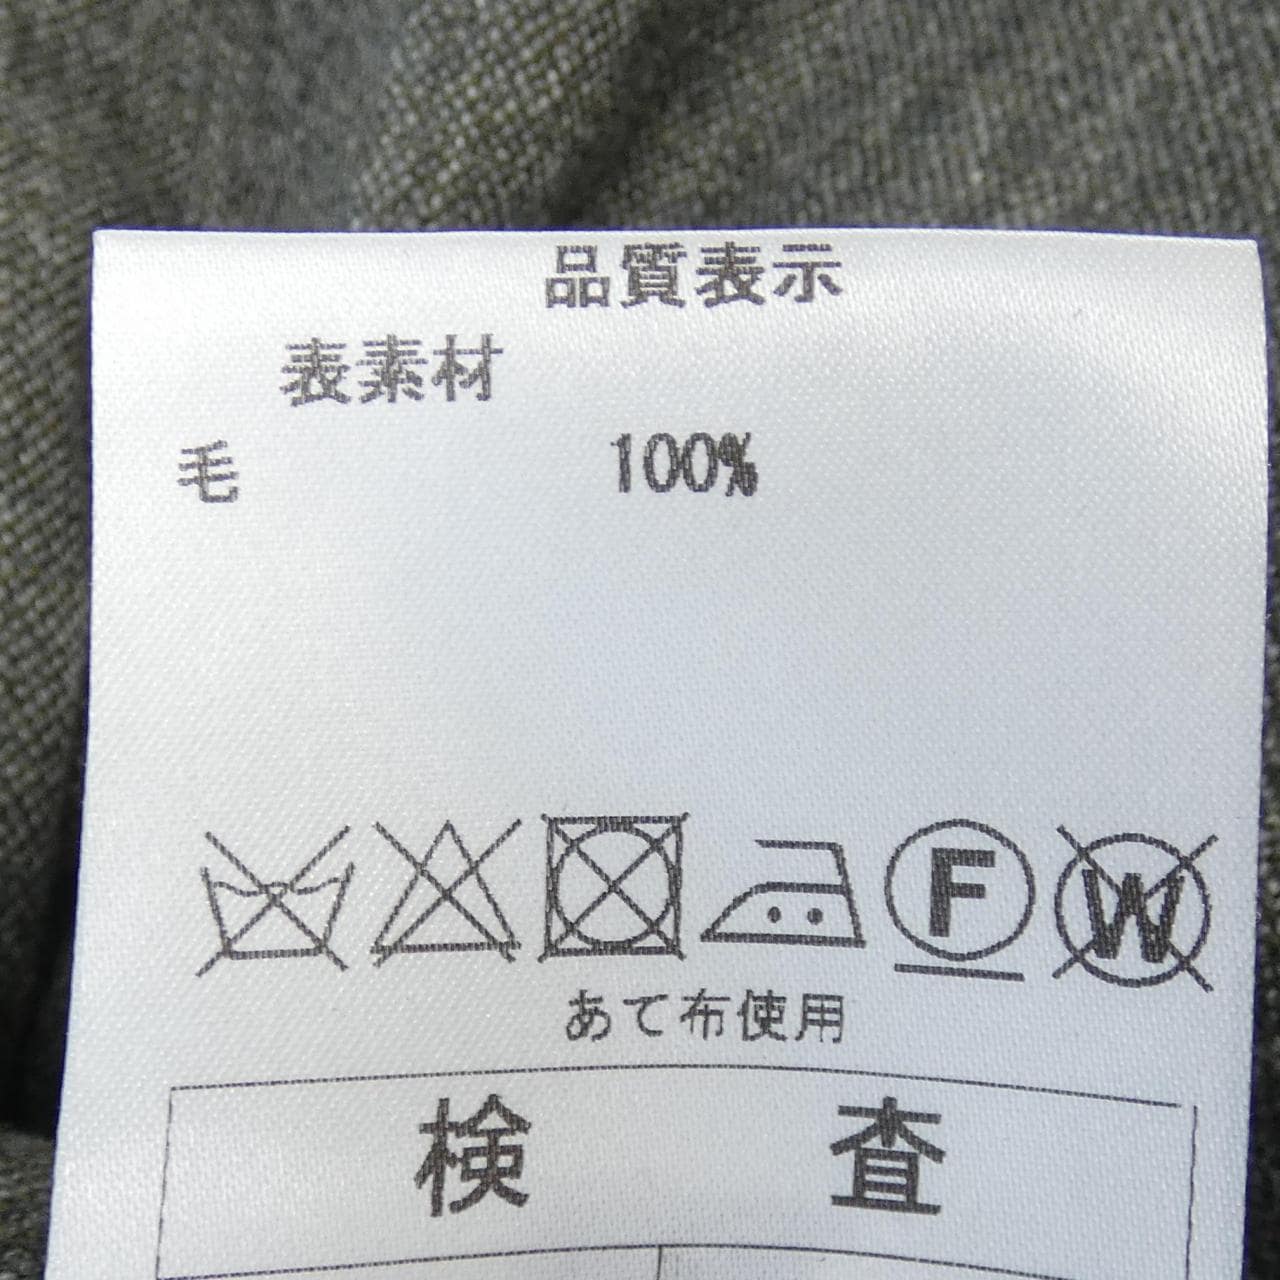 品質表示
表素材
毛 100%
F W
あて布使用
検査